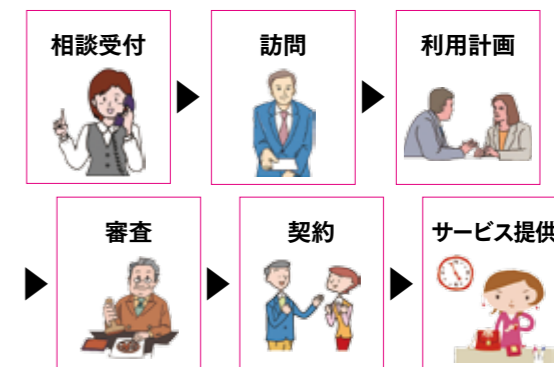 相談受付
訪問
利用計画
審査
契約
サービス提供